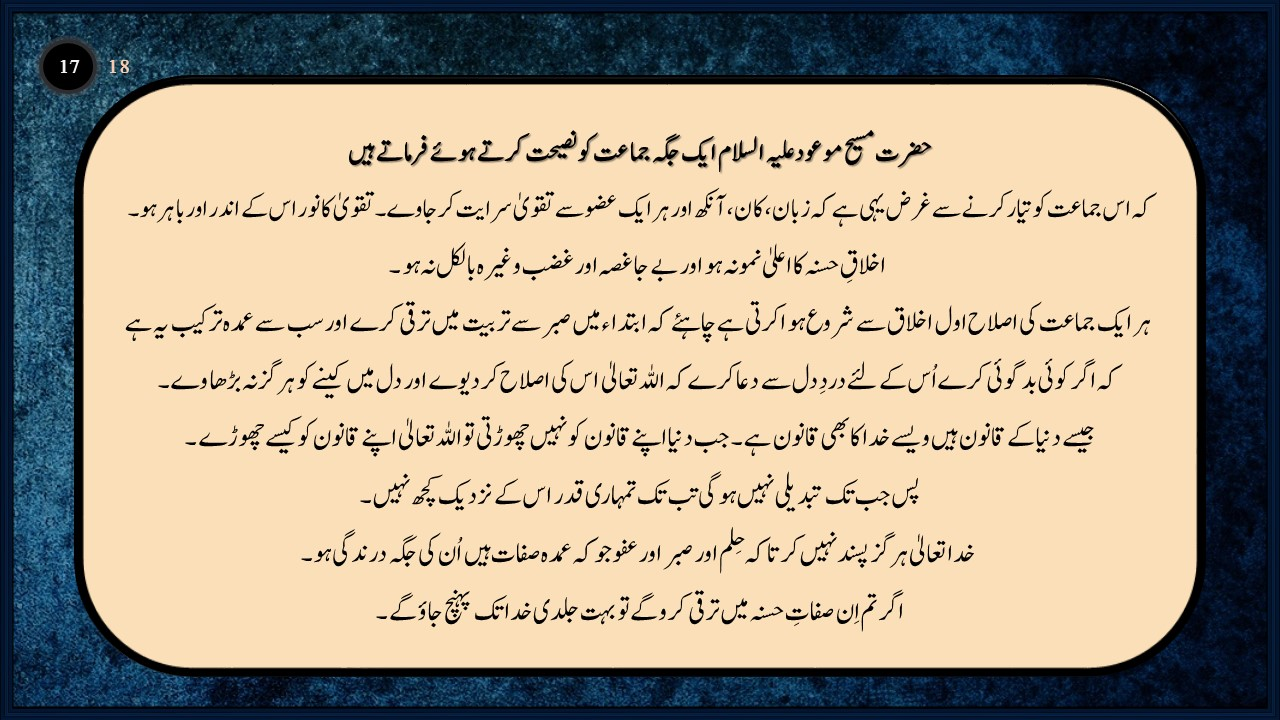 17 18
حضرت مسیح موعود علیہ السلام ایک جگہ جماعت کو نصیحت کرتے ہوئے فرماتے ہیں
کہ اس جماعت کو تیار کرنے سے غرض یہی ہے کہ زبان، کان، آنکھ اور ہر ایک عضو سے تقویٰ سرایت کر جاوے۔ تقویٰ کا نور اس کے اندر اور باہر ہو۔
اخلاقِ حسنہ کا اعلیٰ نمونہ ہو اور بے جا غصہ اور غضب وغیرہ بالکل نہ ہو۔
ہر ایک جماعت کی اصلاح اول اخلاق سے شروع ہوا کرتی ہے چاہئے کہ ابتداء میں صبر سے تربیت میں ترقی کرے اور سب سے عمدہ ترکیب یہ ہے
کہ اگر کوئی بدگوئی کرے اُس کے لئے دردِ دل سے دعا کرے کہ اللہ تعالیٰ اس کی اصلاح کر دیوے اور دل میں کینے کو ہرگز نہ بڑھاوے۔
جیسے دنیا کے قانون ہیں ویسے خدا کا بھی قانون ہے۔ جب دنیا اپنے قانون کو نہیں چھوڑتی تو اللہ تعالیٰ اپنے قانون کو کیسے چھوڑے۔
پس جب تک تبدیلی نہیں ہو گی تب تک تمہاری قدر اس کے نزدیک کچھ نہیں۔
خدا تعالیٰ ہرگز پسند نہیں کرتا کہ حِلم اور صبر اور عفو جو کہ عمدہ صفات ہیں اُن کی جگہ درندگی ہو۔
اگر تم اِن صفاتِ حسنہ میں ترقی کرو گے تو بہت جلدی خدا تک پہنچ جاؤ گے۔